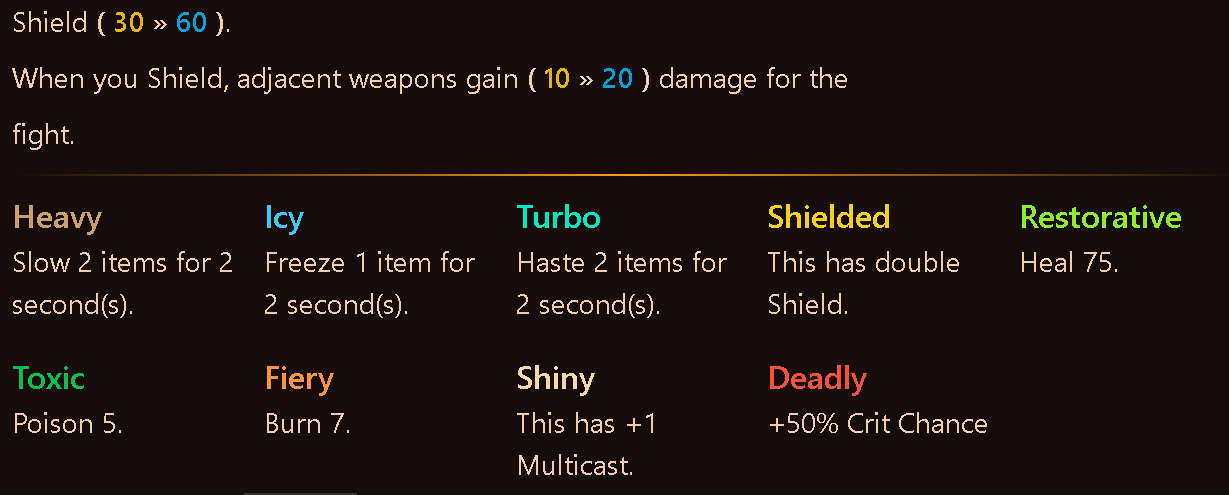 Shield ( 30 » 60 ).
When you Shield, adjacent weapons gain ( 10 » 20 ) damage for the
fight.
Heavy
Slow 2 items for 2
second(s).
Icy
Freeze 1 item for
2 second(s).
Turbo
Haste 2 items for
2 second(s).
Shielded
This has double
Shield.
Restorative
Heal 75.
Toxic
Poison 5.
Fiery
Burn 7.
Shiny
This has +1
Multicast.
Deadly
+50% Crit Chance